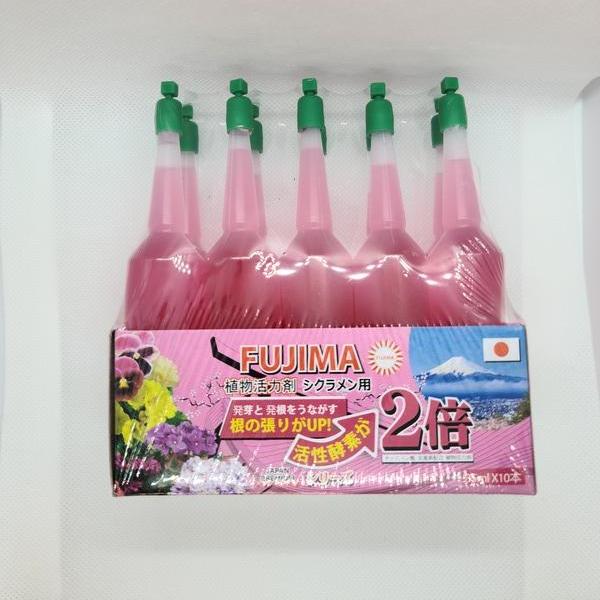 FUJIMA
FUJIMA
植物活力剤 シクラメン用
発芽と発根をうながす
根の張りがUP!
活性酵素が
2倍
JAPAN
35ml X10本